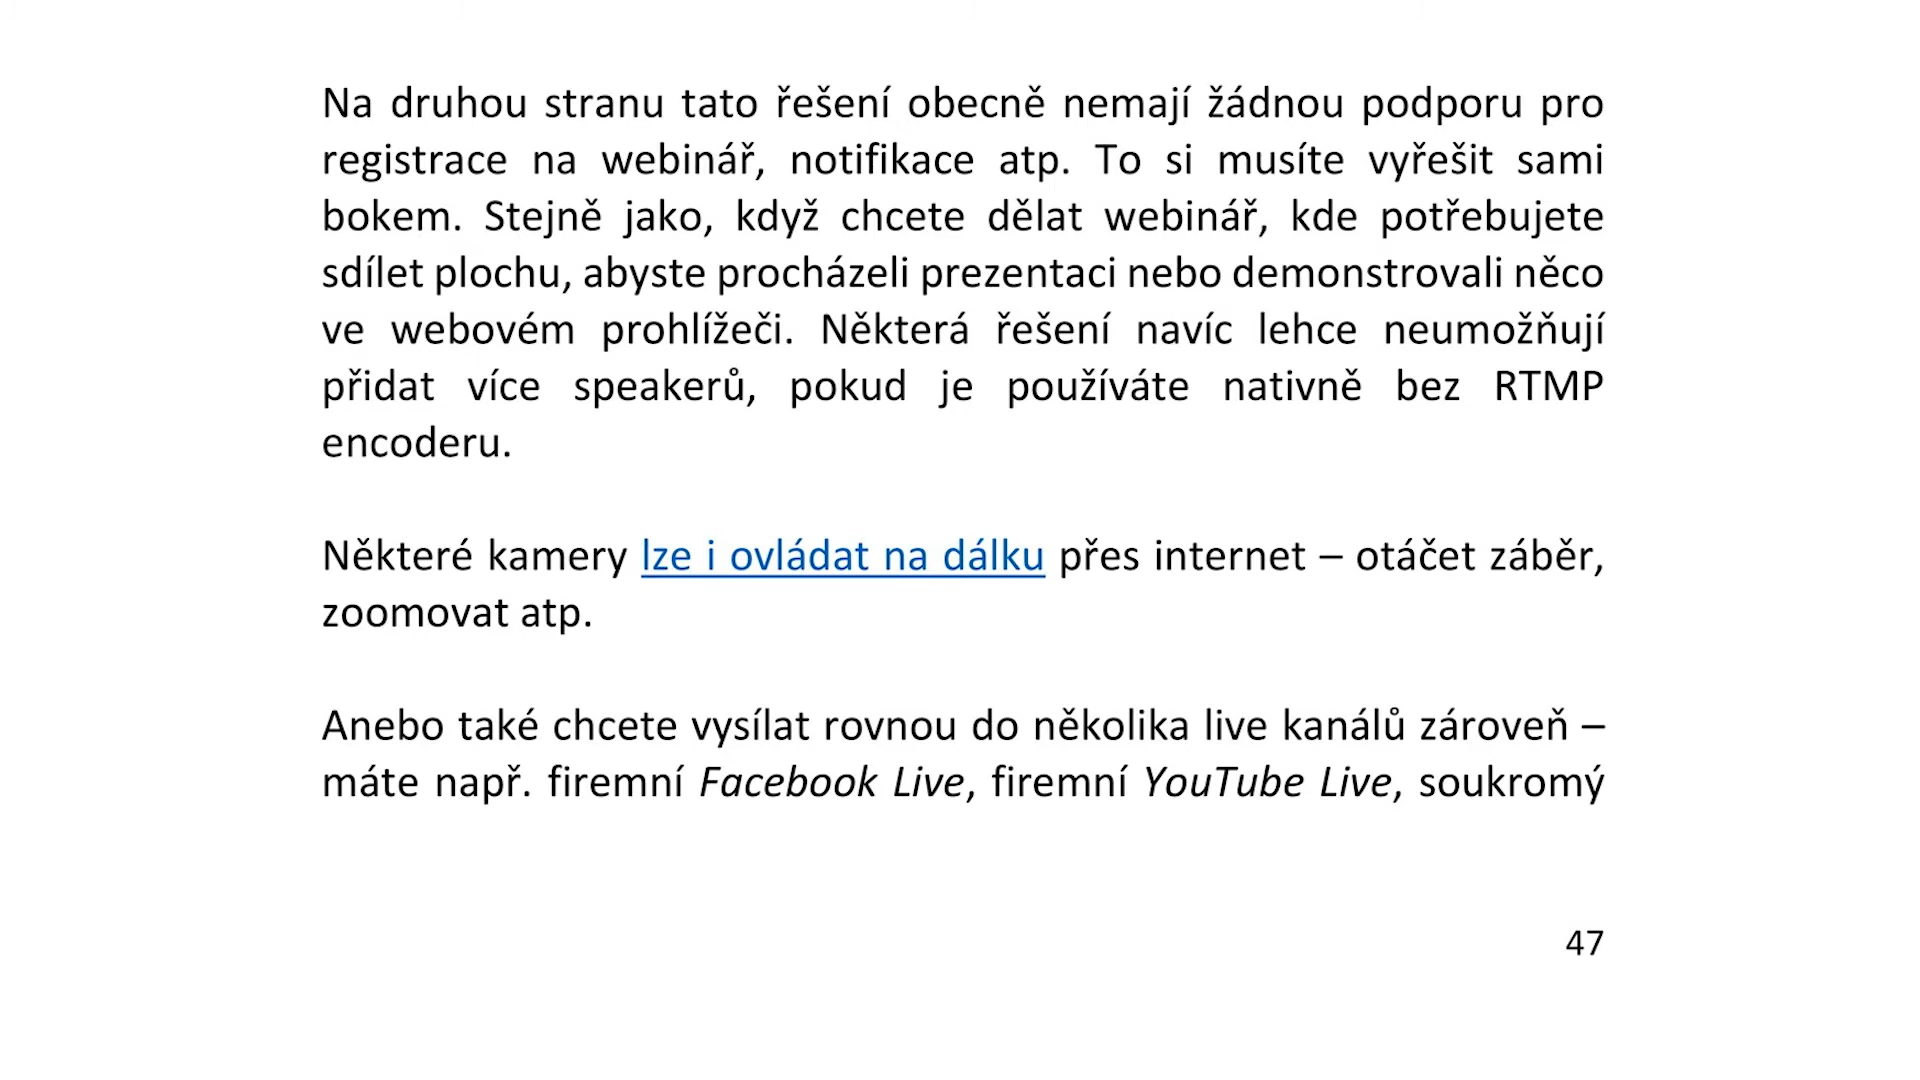 Na druhou stranu tato řešení obecně nemají žádnou podporu pro
registrace na webinář, notifikace atp. To si musíte vyřešit sami
bokem. Stejně jako, když chcete dělat webinář, kde potřebujete
sdílet plochu, abyste procházeli prezentaci nebo demonstrovali něco
ve webovém prohlížeči. Některá řešení navíc lehce neumožňují
přidat více speakerů, pokud je používáte nativně bez RTMP
encoderu.
Některé kamery lze i ovládat na dálku přes internet – otáčet záběr,
zoomovat atp.
Anebo také chcete vysílat rovnou do několika live kanálů zároveň –
máte např. firemní Facebook Live, firemní YouTube Live, soukromý
47